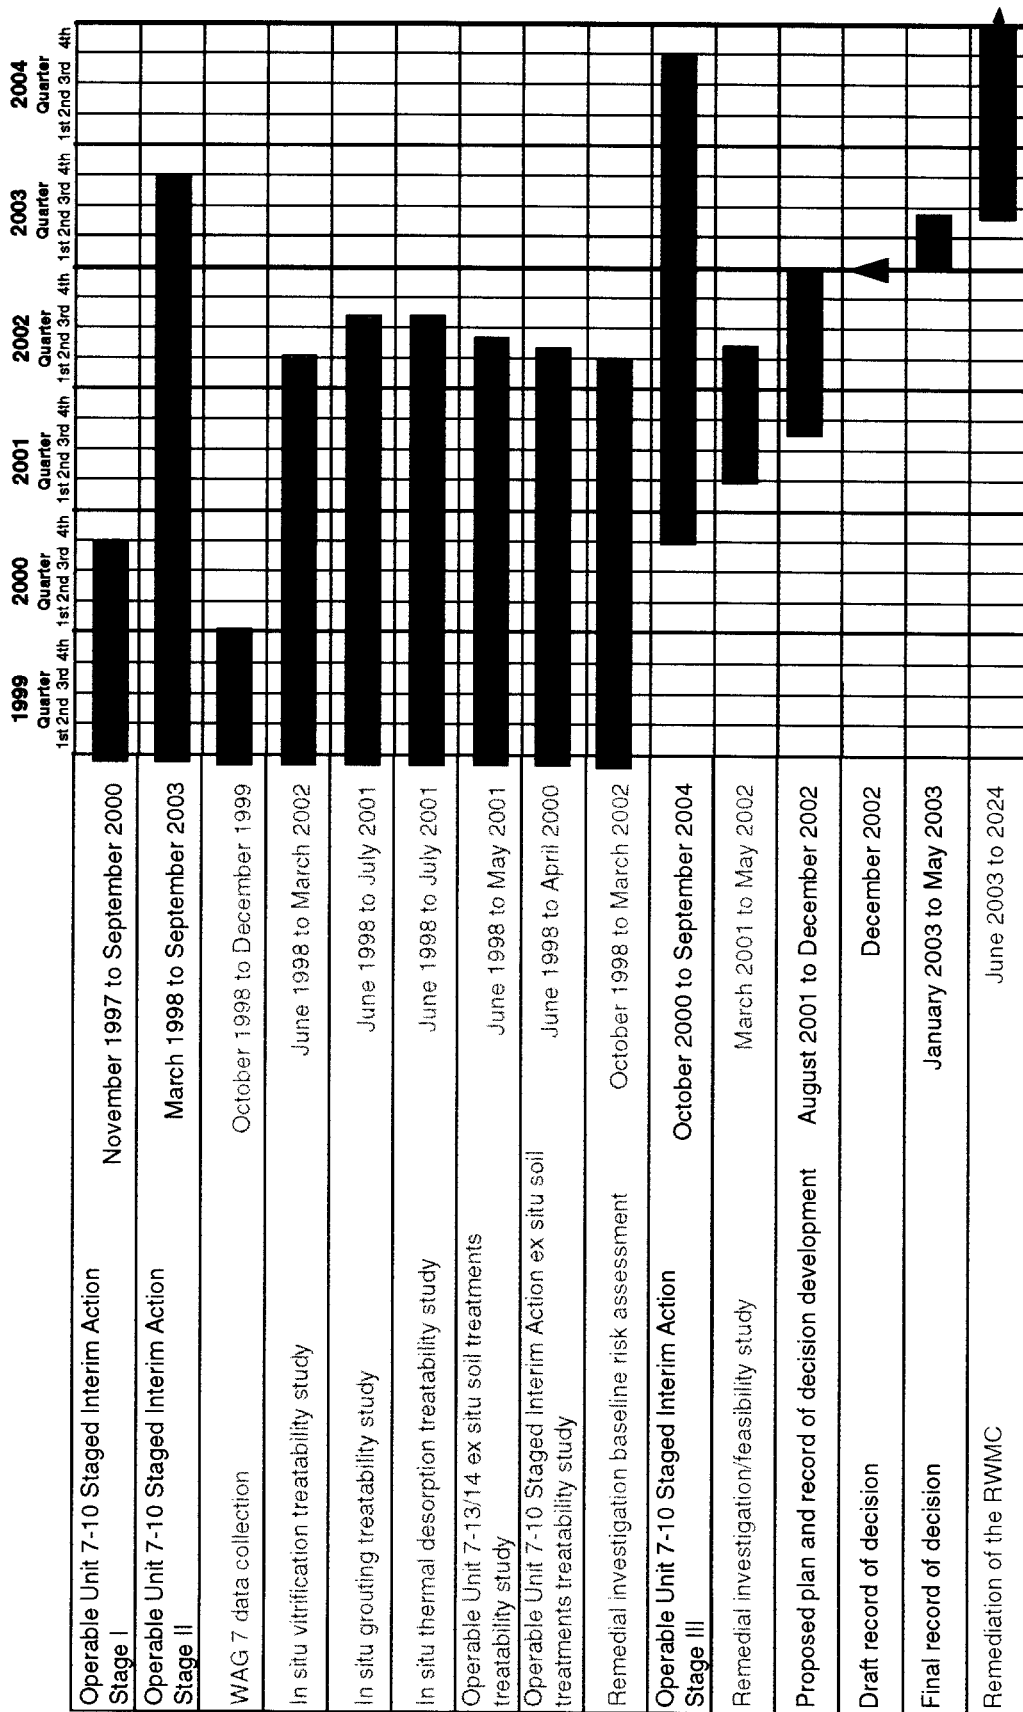 1999 2000 2001 2002 2003 2004
Quarter Quarter Quarter Quarter Quarter Quarter
1st 2nd 3rd 4th 1st 2nd 3rd 4th 1st 2nd 3rd 4th 1st 2nd 3rd 4th 1st 2nd 3rd 4th 1st 2nd 3rd 4th
Operable Unit 7-10 Staged Interim Action
Stage I November 1997 to September 2000
Operable Unit 7-10 Staged Interim Action
Stage II March 1998 to September 2003
WAG 7 data collection October 1998 to December 1999
In situ vitrification treatability study June 1998 to March 2002
In situ grouting treatability study June 1998 to July 2001
In situ thermal desorption treatability study June 1998 to July 2001
Operable Unit 7-13/14 ex situ soil treatments
treatability study June 1998 to May 2001
Operable Unit 7-10 Staged Interim Action ex situ soil
treatments treatability study June 1998 to April 2000
Remedial investigation baseline risk assessment October 1998 to March 2002
Operable Unit 7-10 Staged Interim Action
Stage III October 2000 to September 2004
Remedial investigation/feasibility study March 2001 to May 2002
Proposed plan and record of decision development August 2001 to December 2002
Draft record of decision December 2002
Final record of decision January 2003 to May 2003
Remediation of the RWMC June 2003 to 2024